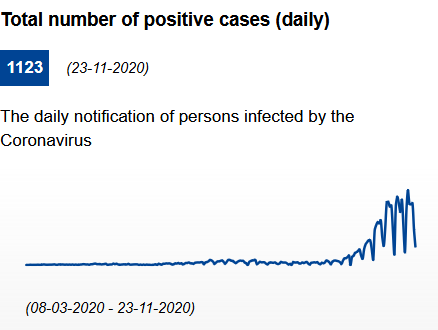 Total number of positive cases (daily)
1123 (23-11-2020)
The daily notification of persons infected by the
Coronavirus
(08-03-2020 - 23-11-2020)